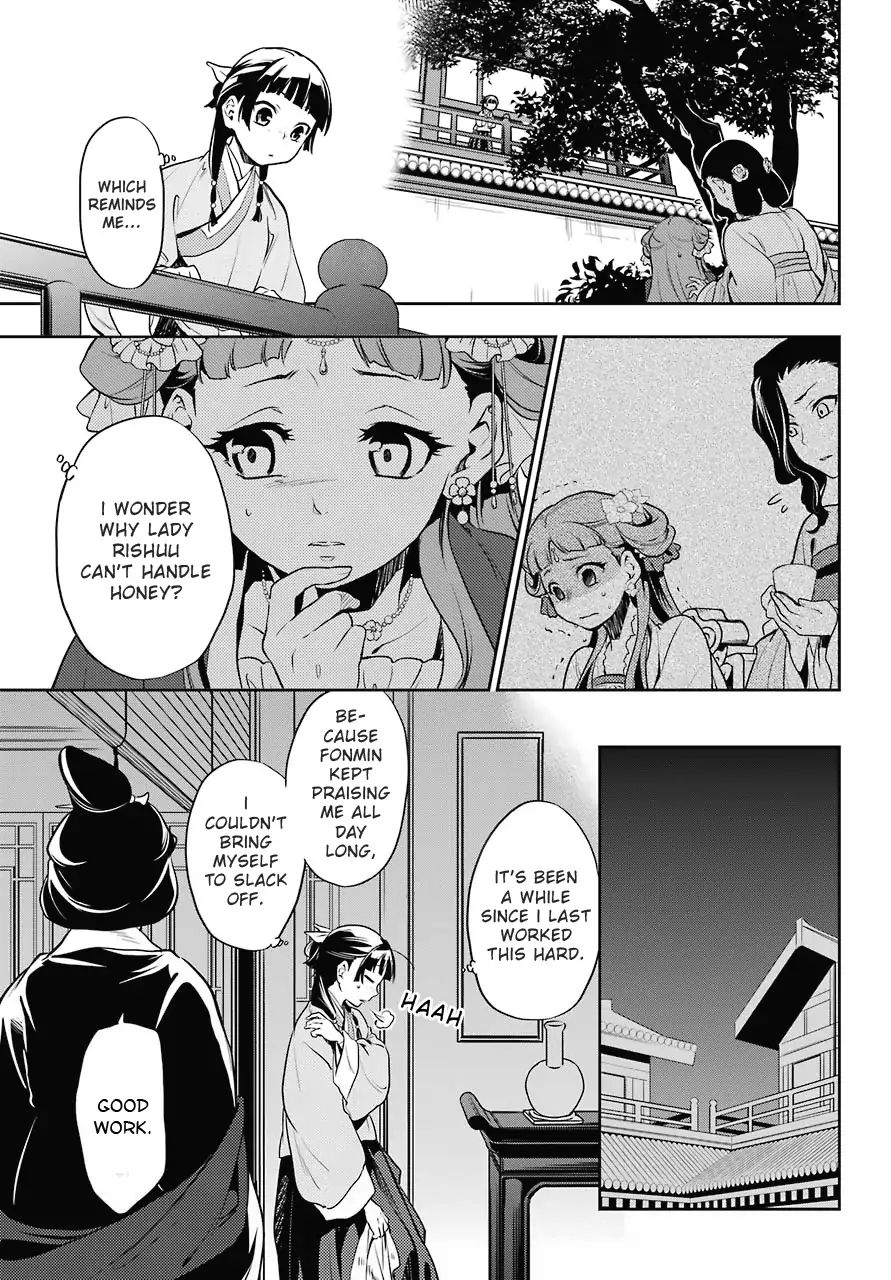 WHICH
REMINDS
ME...
I WONDER
WHY LADY
RISHUU
CAN'T HANDLE
HONEY?
IT'S BEEN
A WHILE
SINCE I LAST
WORKED
THIS HARD.
BE-
CAUSE
FONMIN
KEPT
PRAISING
ME ALL
DAY
LONG,
I
COULDN'T
BRING
MYSELF
TO SLACK
OFF.
HAAH
GOOD
WORK.